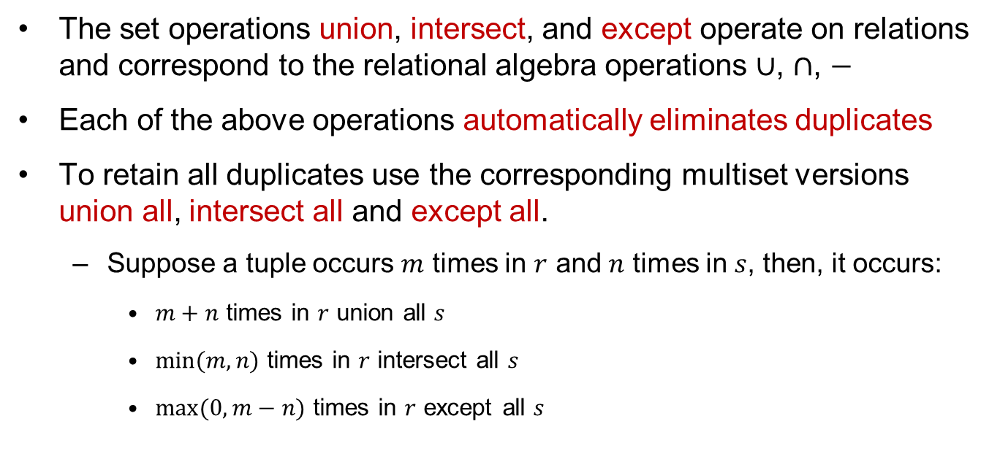 • The set operations union, intersect, and except operate on relations
and correspond to the relational algebra operations ∪, ∩, −
• Each of the above operations automatically eliminates duplicates
• To retain all duplicates use the corresponding multiset versions
union all, intersect all and except all.
– Suppose a tuple occurs 𝑚 times in 𝑟 and 𝑛 times in 𝑠, then, it occurs:
• 𝑚 + 𝑛 times in 𝑟 union all 𝑠
• min(𝑚, 𝑛) times in 𝑟 intersect all 𝑠
• max(0, 𝑚 − 𝑛) times in 𝑟 except all 𝑠